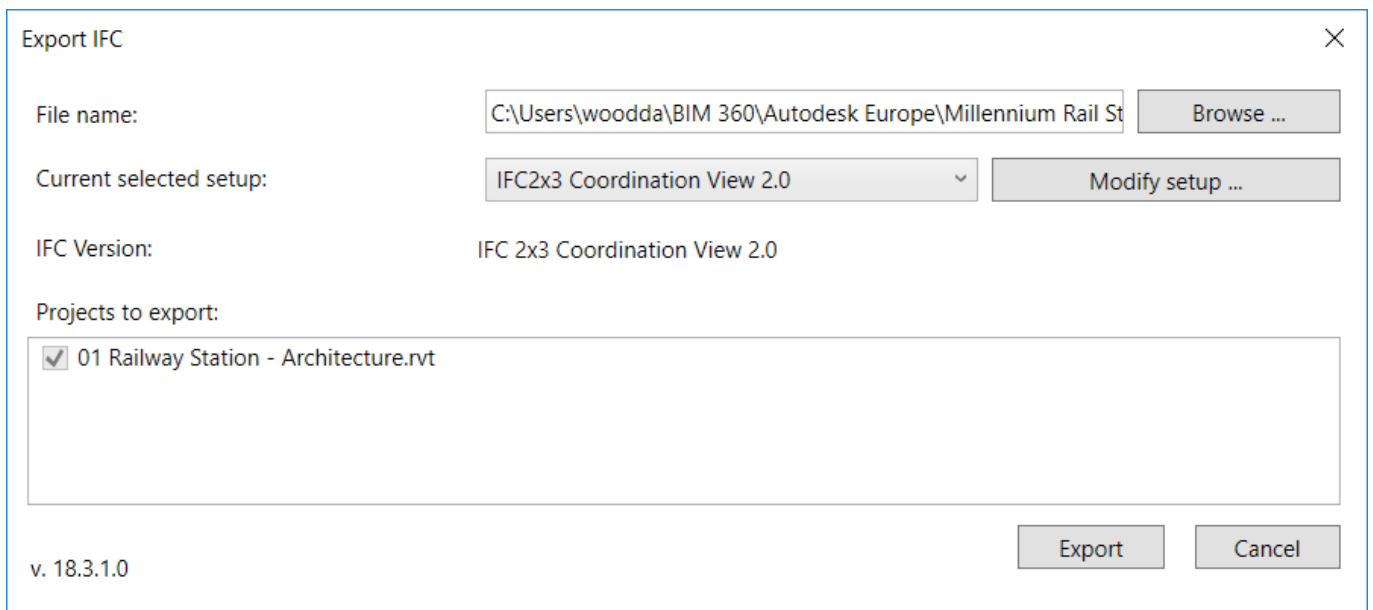 Export IFC
File name:
C:\Users\woodda\BIM 360\Autodesk Europe\Millennium Rail St
Browse ...
Current selected setup:
IFC2x3 Coordination View 2.0
Modify setup ...
IFC Version:
IFC 2x3 Coordination View 2.0
Projects to export:
01 Railway Station - Architecture.rvt
Export
Cancel
v. 18.3.1.0